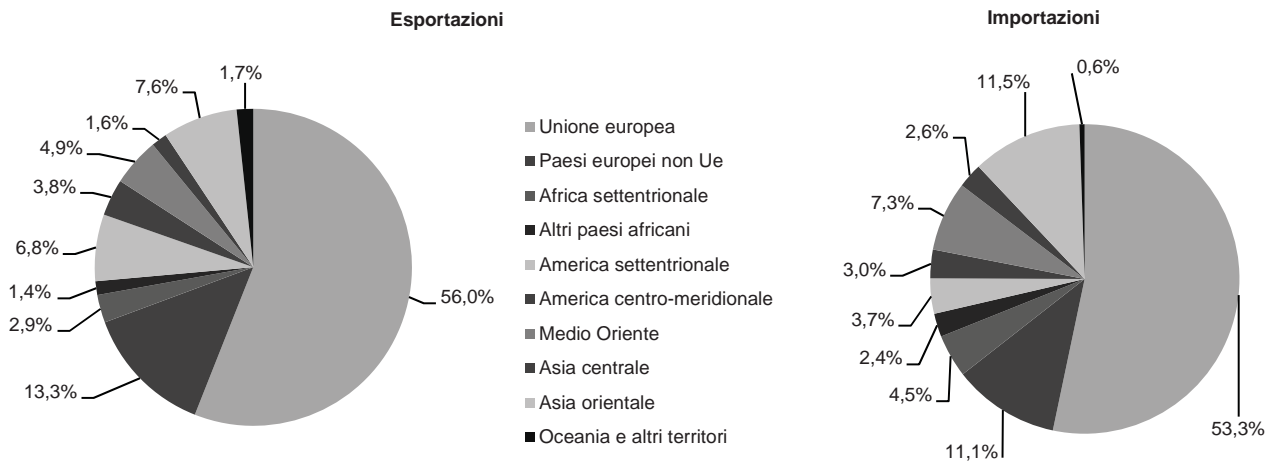 Esportazioni
1,7%
7,6%
1,6%
4,9%
3,8%
6,8%
1,4%
2,9%
13,3%
56,0%
Unione europea
Paesi europei non Ue
Africa settentrionale
Altri paesi africani
America settentrionale
America centro-meridionale
Medio Oriente
Asia centrale
Asia orientale
Oceania e altri territori
Importazioni
0,6%
11,5%
2,6%
7,3%
3,0%
3,7%
2,4%
4,5%
11,1%
53,3%